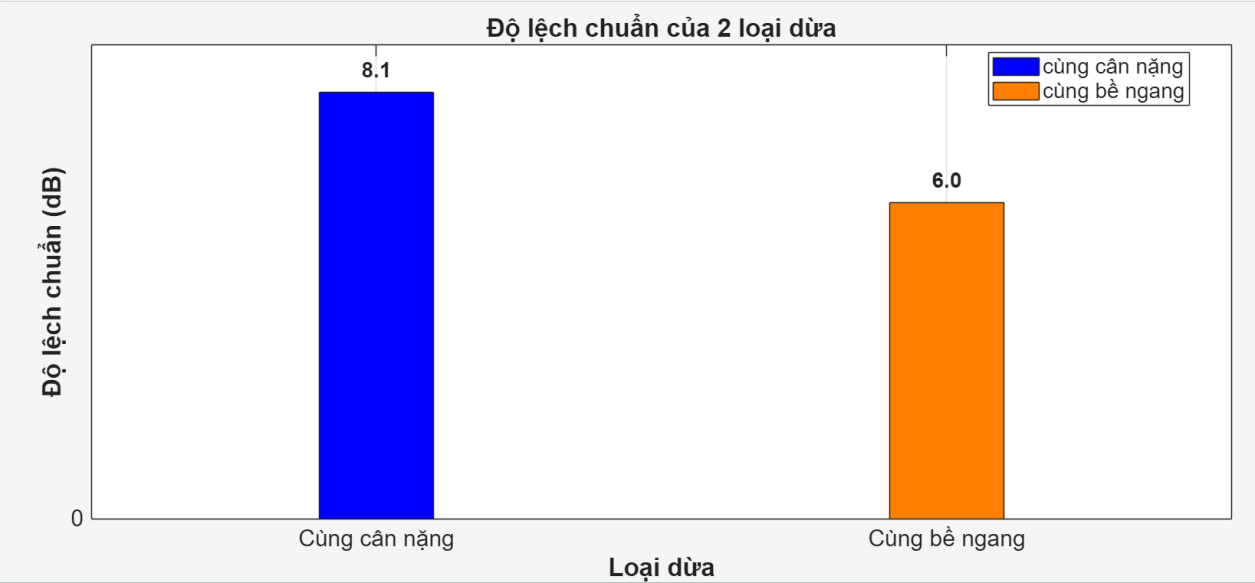 Độ lệch chuẩn của 2 loại dừa
8.1
cùng cân nặng
cùng bề ngang
6.0
Độ lệch chuẩn (dB)
0
Cùng cân nặng
Cùng bề ngang
Loại dừa